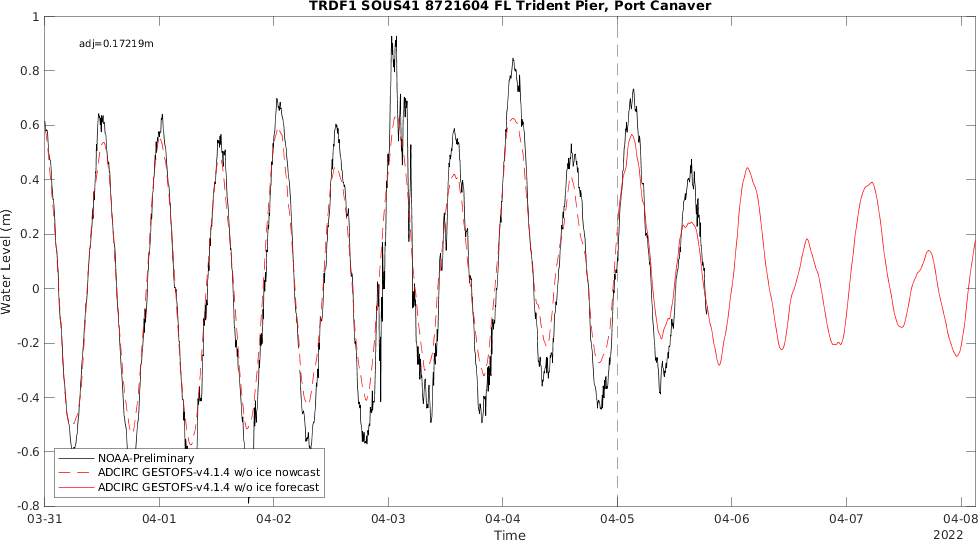 TRDF1 SOUS41 8721604 FL Trident Pier, Port Canaver
adj=0.17219m
1
0.8
0.6
0.4
0.2
0
-0.2
-0.4
-0.6
-0.8
Water Level (m)
NOAA-Preliminary
ADCIRC GESTOFS-v4.1.4 w/o ice nowcast
ADCIRC GESTOFS-v4.1.4 w/o ice forecast
03-31 04-01 04-02 04-03 04-04 04-05 04-06 04-07 04-08
Time
2022